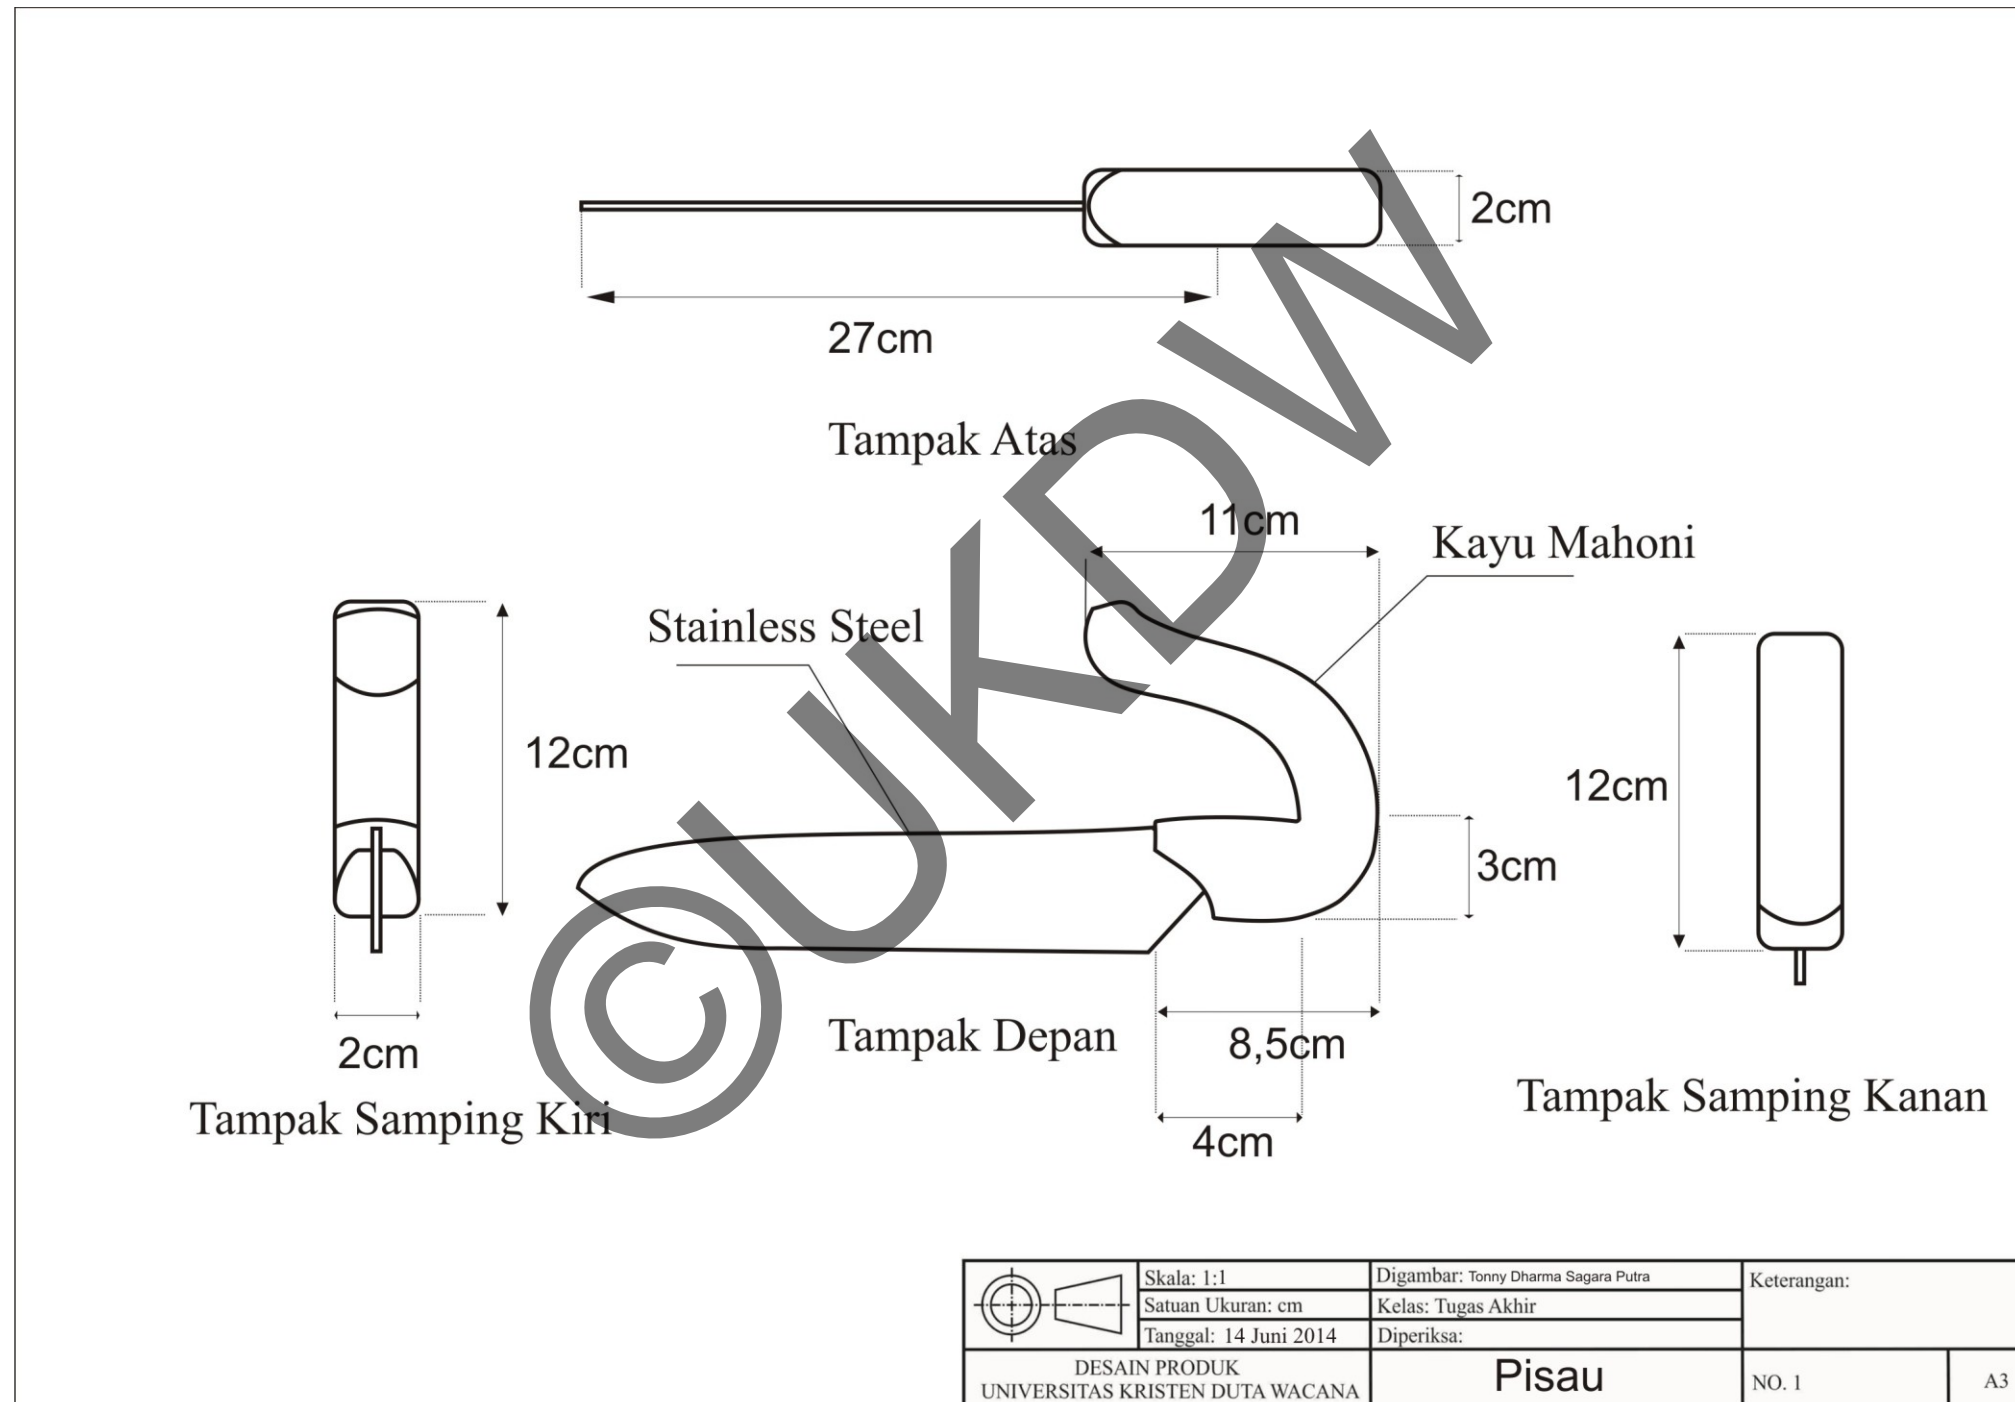 2cm
27cm
Tampak Atas
11cm
Kayu Mahoni
Stainless Steel
12cm
12cm
3cm
Tampak Depan
8,5cm
2cm
Tampak Samping Kiri
Tampak Samping Kanan
4cm
©UKDW
Skala: 1:1
Digambar: Tonny Dharma Sagara Putra
Keterangan:
Satuan Ukuran: cm
Kelas: Tugas Akhir
Tanggal: 14 Juni 2014
Diperiksa:
DESAIN PRODUK
UNIVERSITAS KRISTEN DUTA WACANA
Pisau
NO. 1
A3